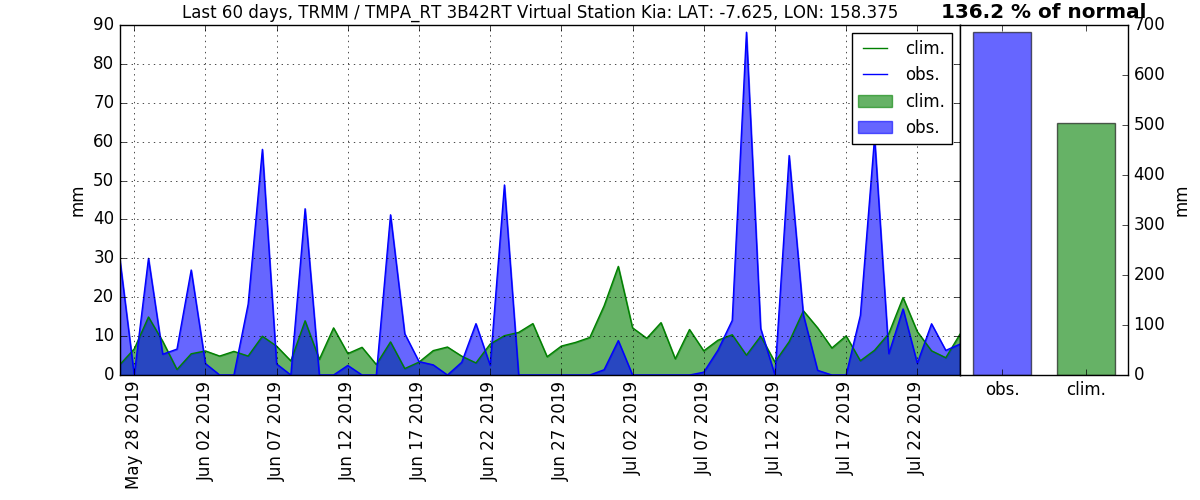 Last 60 days, TRMM / TMPA_RT 3B42RT Virtual Station Kia: LAT: -7.625, LON: 158.375
136.2 % of normal
90
80
70
60
50
40
30
20
10
0
mm
clim.
obs.
clim.
obs.
May 28 2019
Jun 02 2019
Jun 07 2019
Jun 12 2019
Jun 17 2019
Jun 22 2019
Jun 27 2019
Jul 02 2019
Jul 07 2019
Jul 12 2019
Jul 17 2019
Jul 22 2019
700
600
500
400
300
200
100
0
mm
obs.
clim.